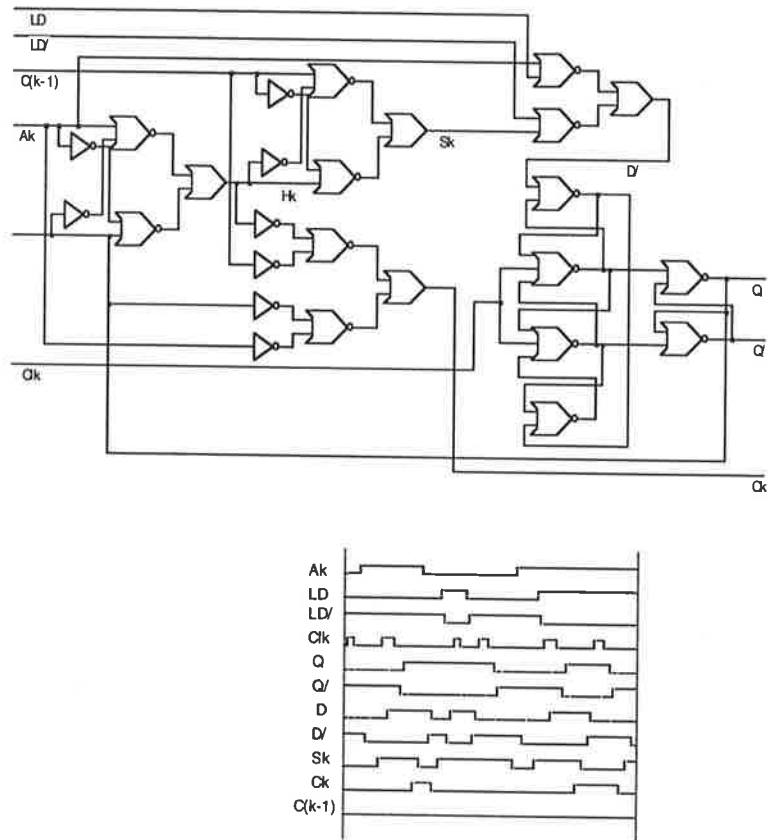 LD
LD/
C(k-1)
Ak
Sk
D/
Hk
Q
Q/
Clk
Ck
Ak
LD
LD/
Clk
Q
Q/
D
D/
Sk
Ck
C(k-1)